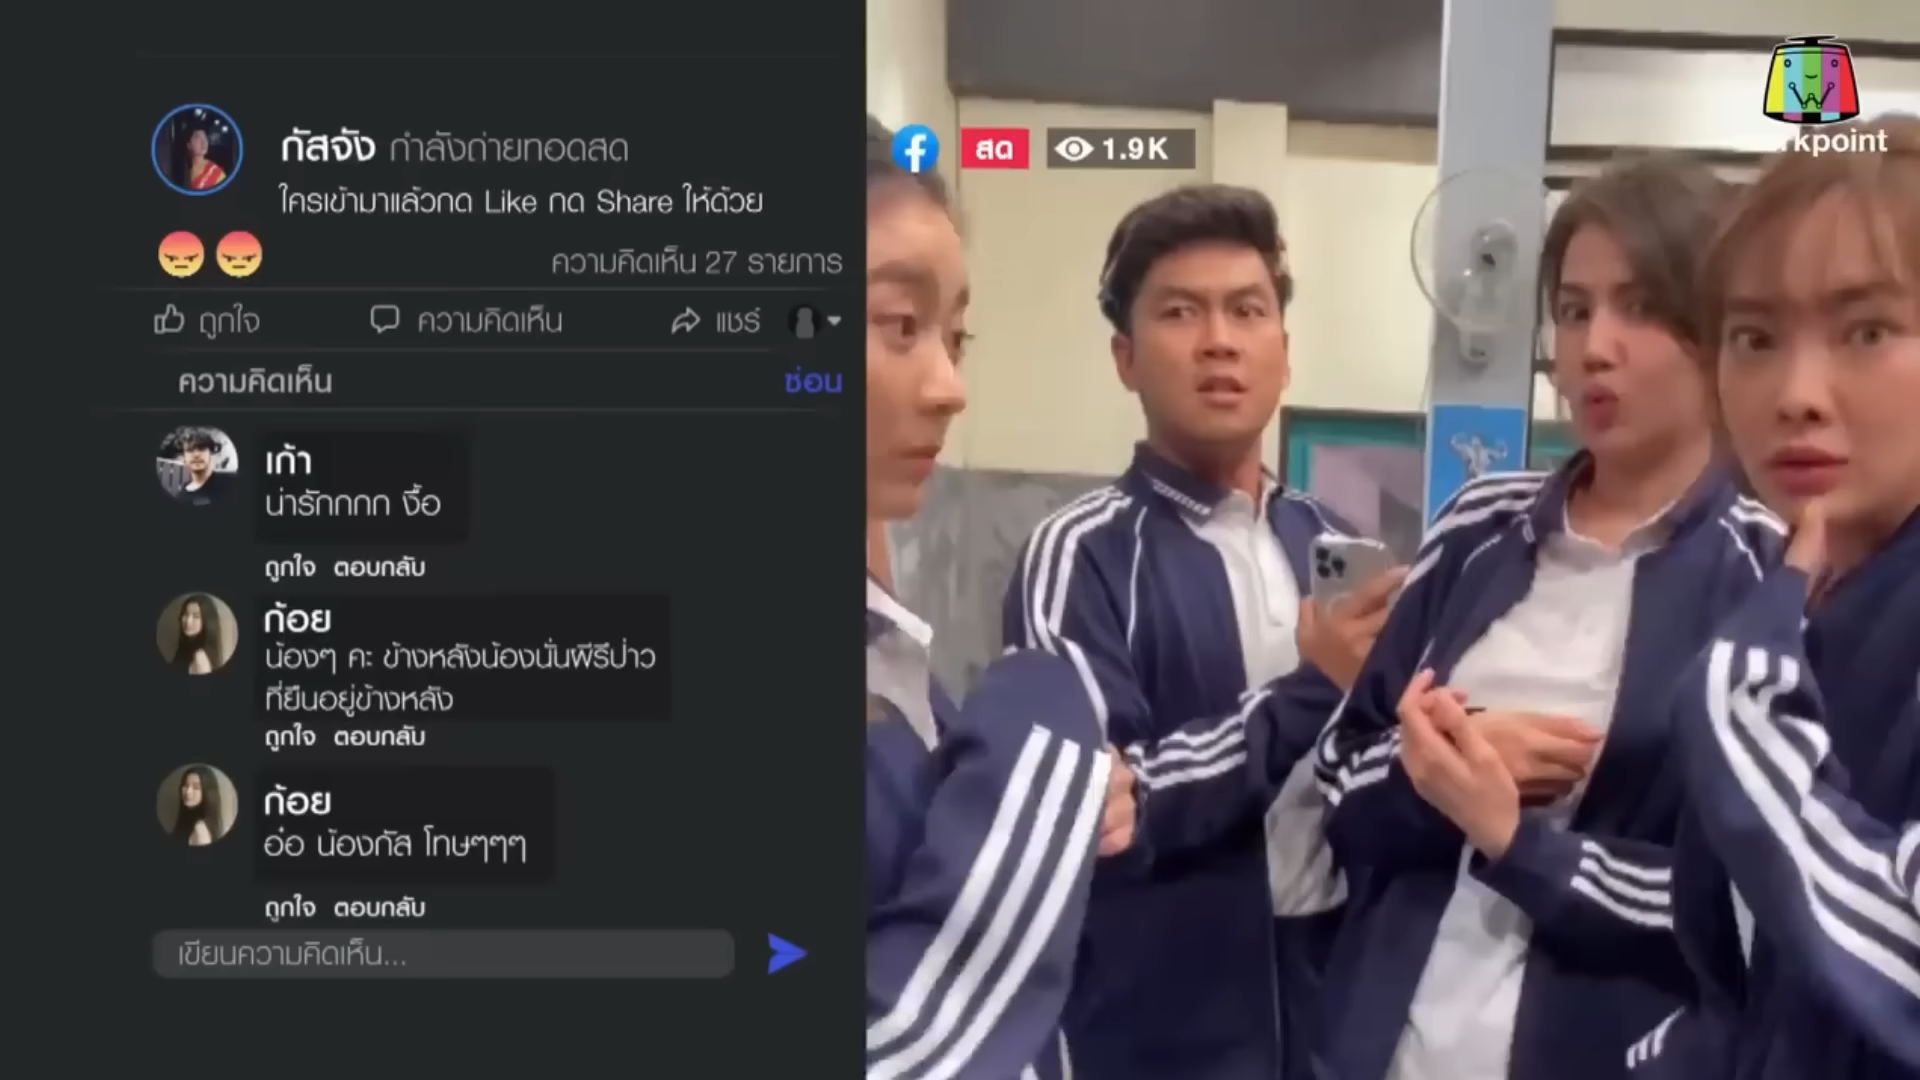 กัสจัง กำลังถ่ายทอดสด
ใครเข้ามาแล้วกด Like กด Share ให้ด้วย
ความคิดเห็น 27 รายการ
ถูกใจ ความคิดเห็น แชร์
ความคิดเห็น ซ่อน
เก้า
น่ารักกกก งื้อ
ถูกใจ ตอบกลับ
ก้อย
น้องๆ คะ ข้างหลังน้องนั่นผีรึป่าว
ที่ยืนอยู่ข้างหลัง
ถูกใจ ตอบกลับ
ก้อย
อ๋อ น้องกัส โทษๆๆๆ
ถูกใจ ตอบกลับ
เขียนความคิดเห็น...
สด 1.9K
rkpoint